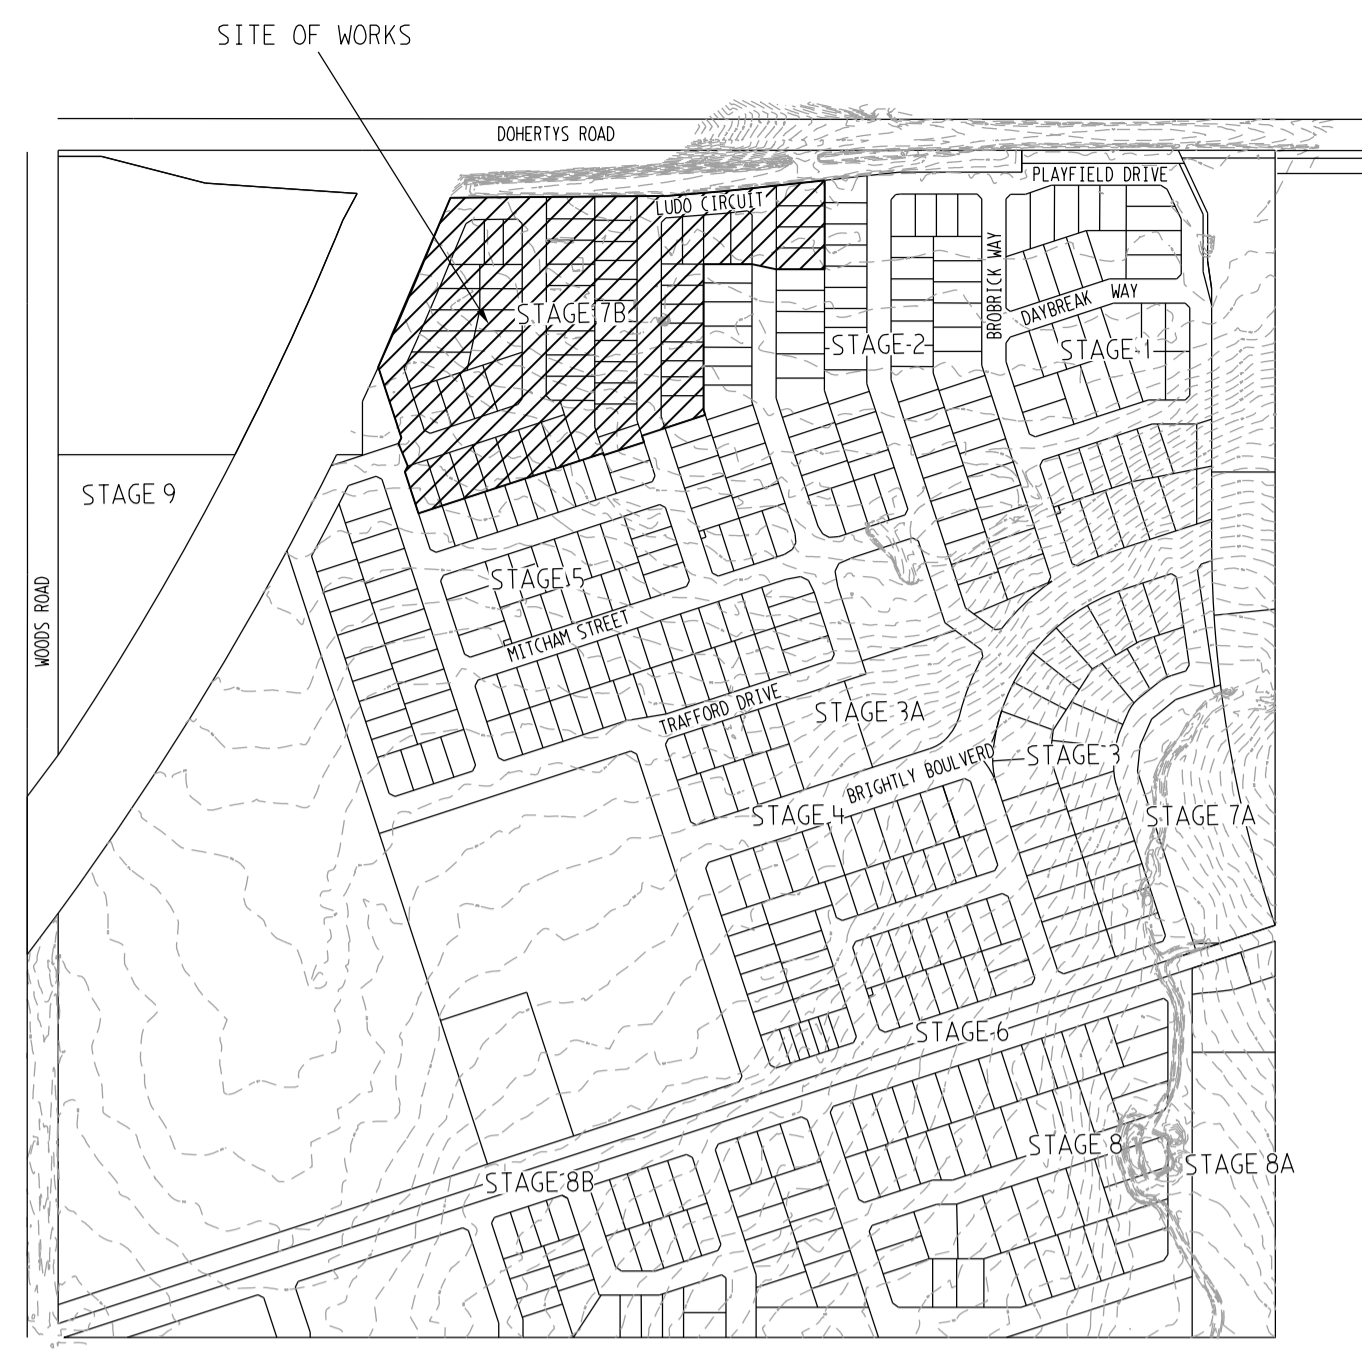 SITE OF WORKS
DOHERTYS ROAD
PLAYFIELD DRIVE
LUDO CIRCUIT
BROBRICK WAY
DAYBREAK WAY
STAGE 7B
STAGE 2
STAGE 1
STAGE 9
WOODS ROAD
STAGE 5
MITCHAM STREET
TRAFFORD DRIVE
STAGE 3A
STAGE 3
BRIGHTLY BOULVERD
STAGE 4
STAGE 7A
STAGE 6
STAGE 8
STAGE 8A
STAGE 8B